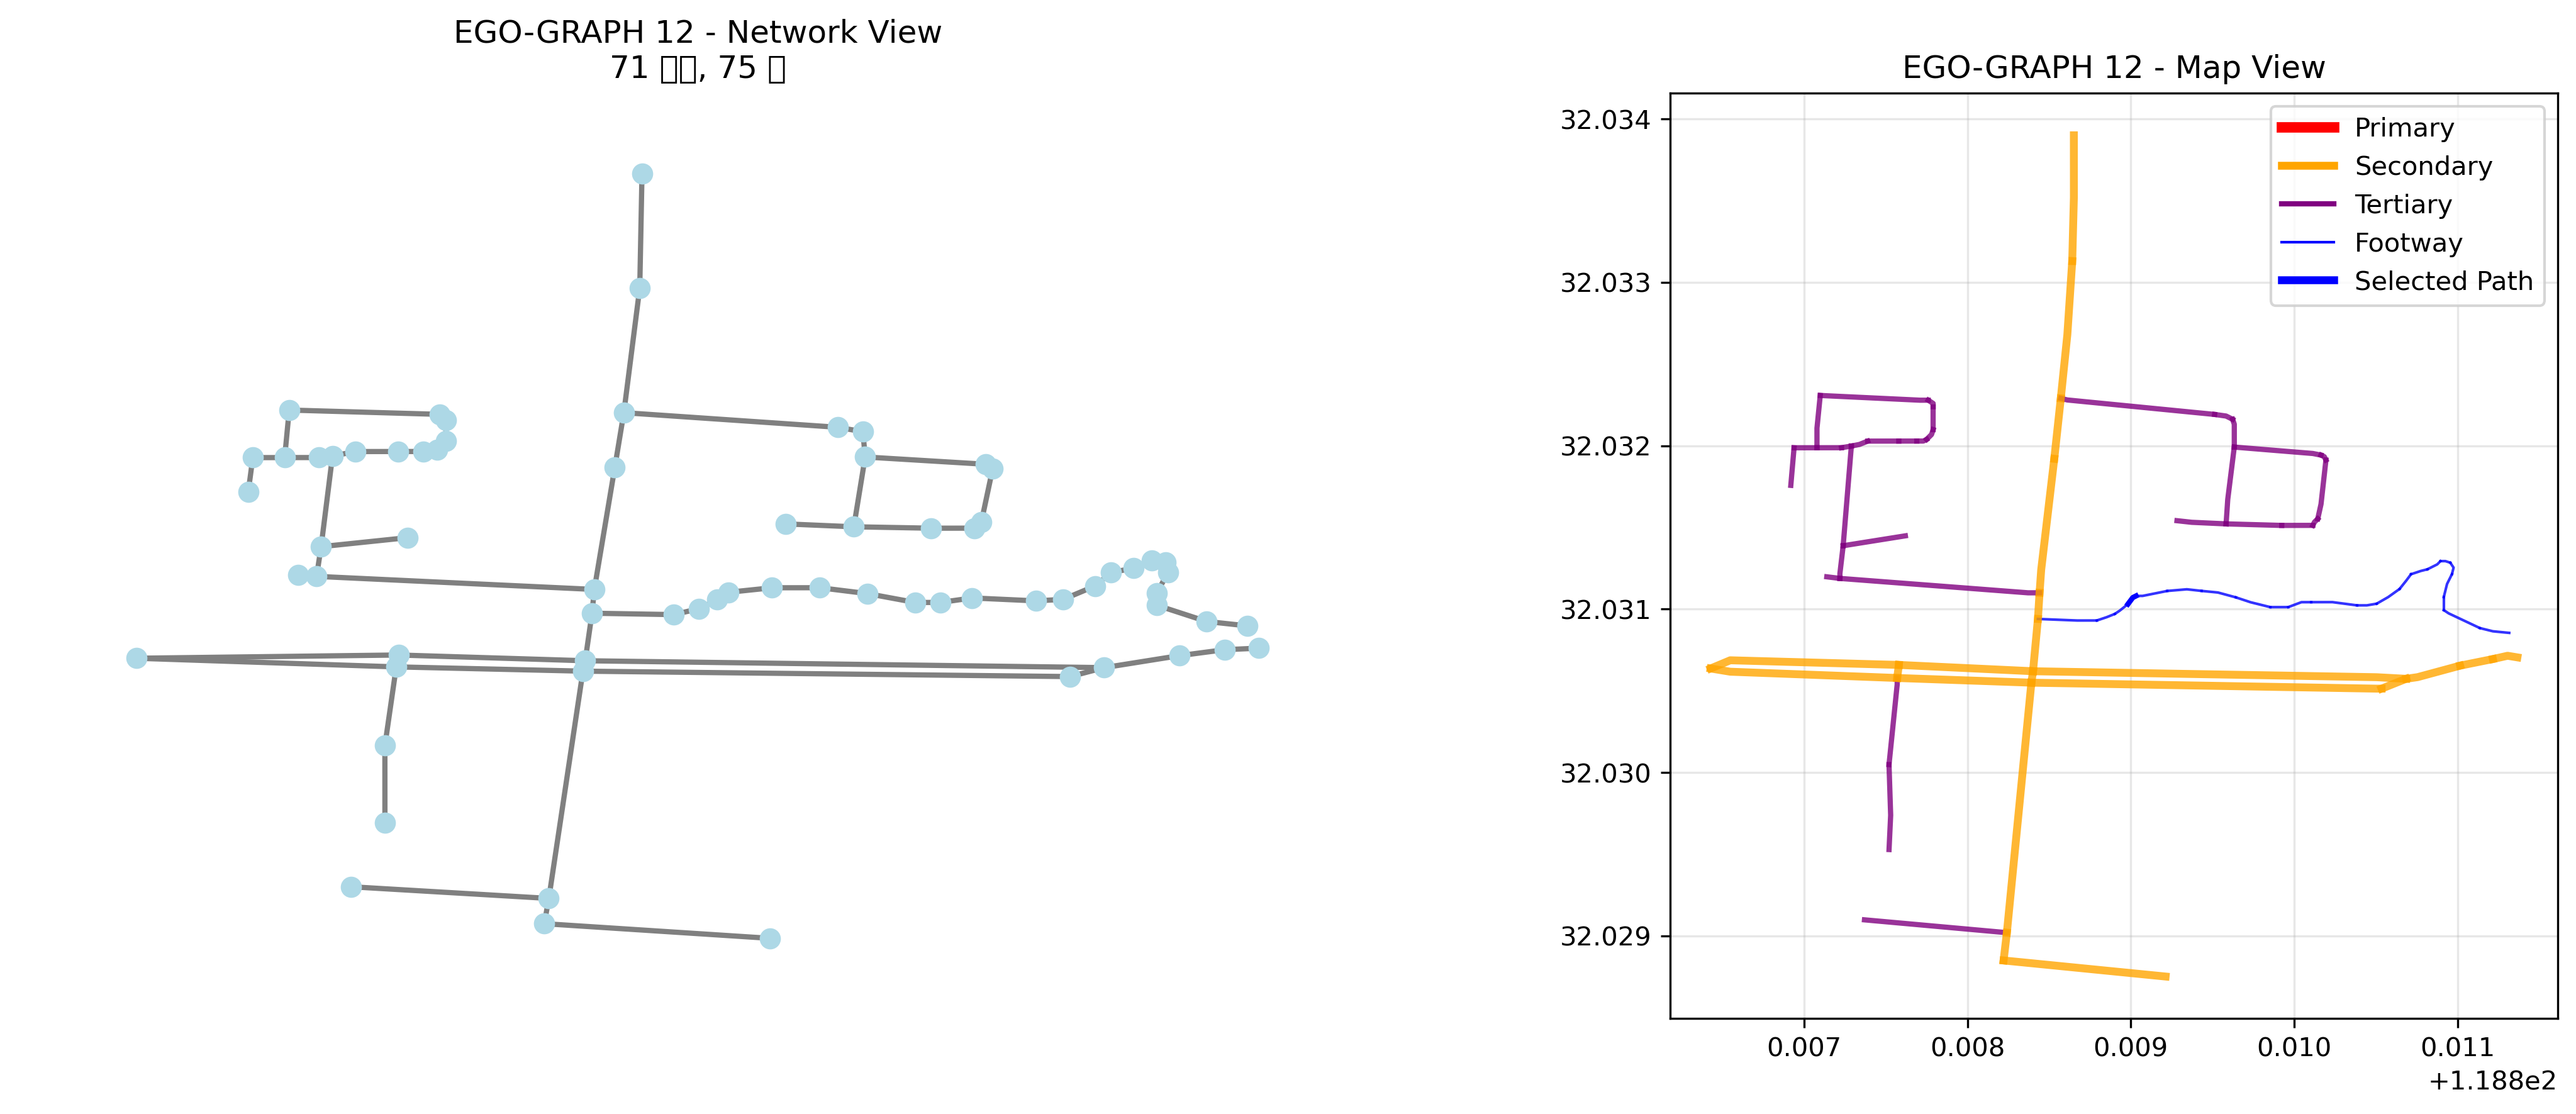 EGO-GRAPH 12 - Network View
71 , 75
EGO-GRAPH 12 - Map View
32.034
32.033
32.032
32.031
32.030
32.029
Primary
Secondary
Tertiary
Footway
Selected Path
0.007
0.008
0.009
0.010
0.011
+1.188e2